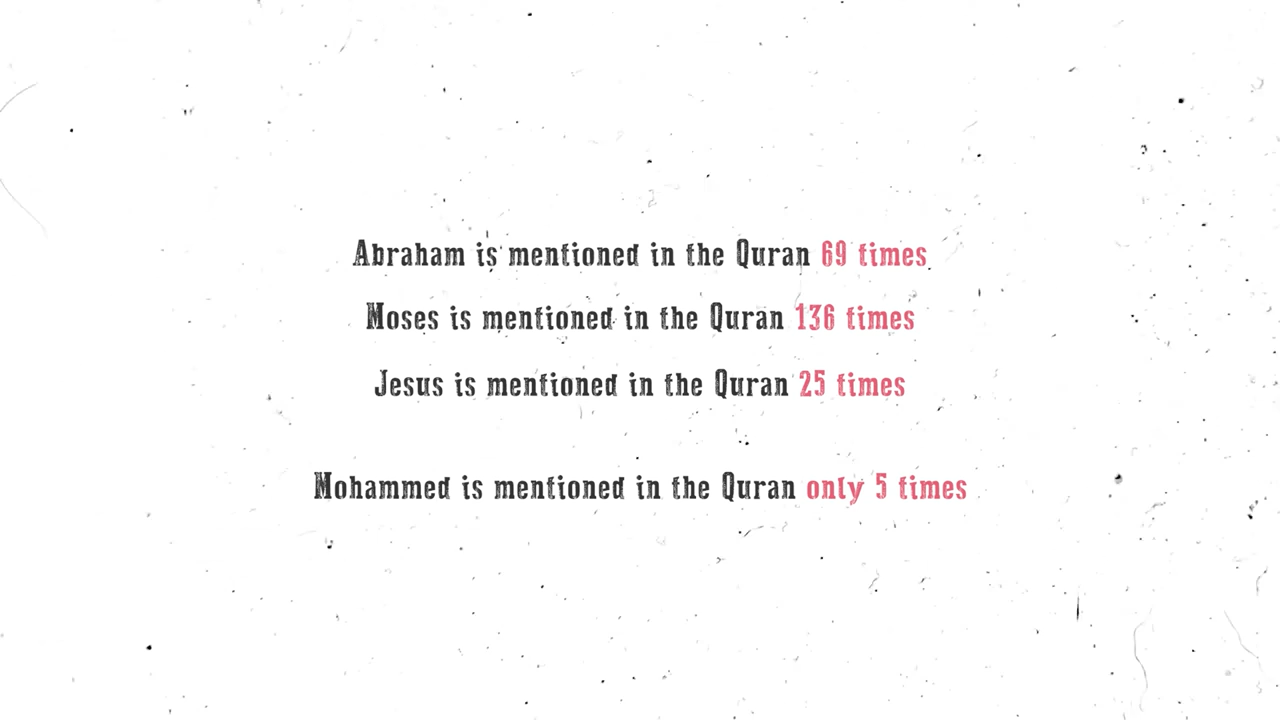 Abraham is mentioned in the Quran 69 times
Moses is mentioned in the Quran 136 times
Jesus is mentioned in the Quran 25 times
Mohammed is mentioned in the Quran only 5 times